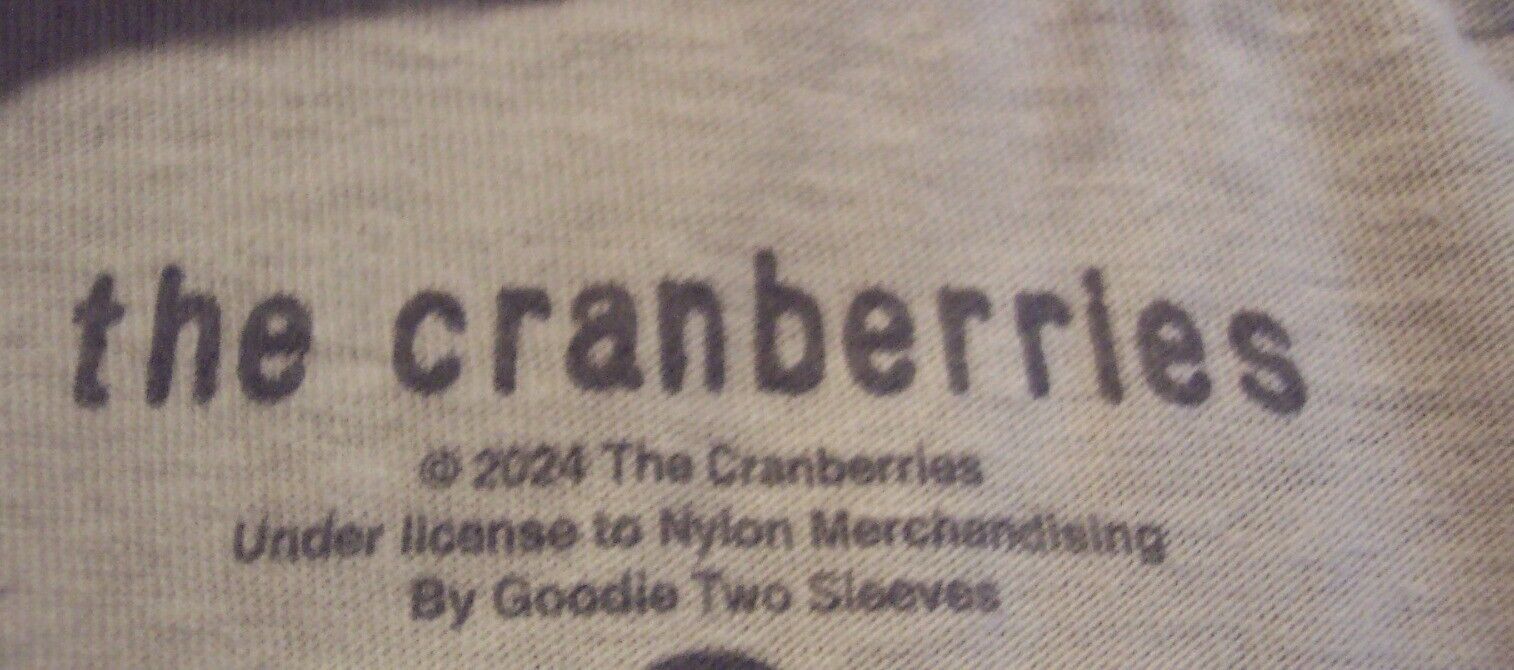 the cranberries
© 2024 The Cranberries
Under license to Nylon Merchandising
By Goodie Two Sleeves